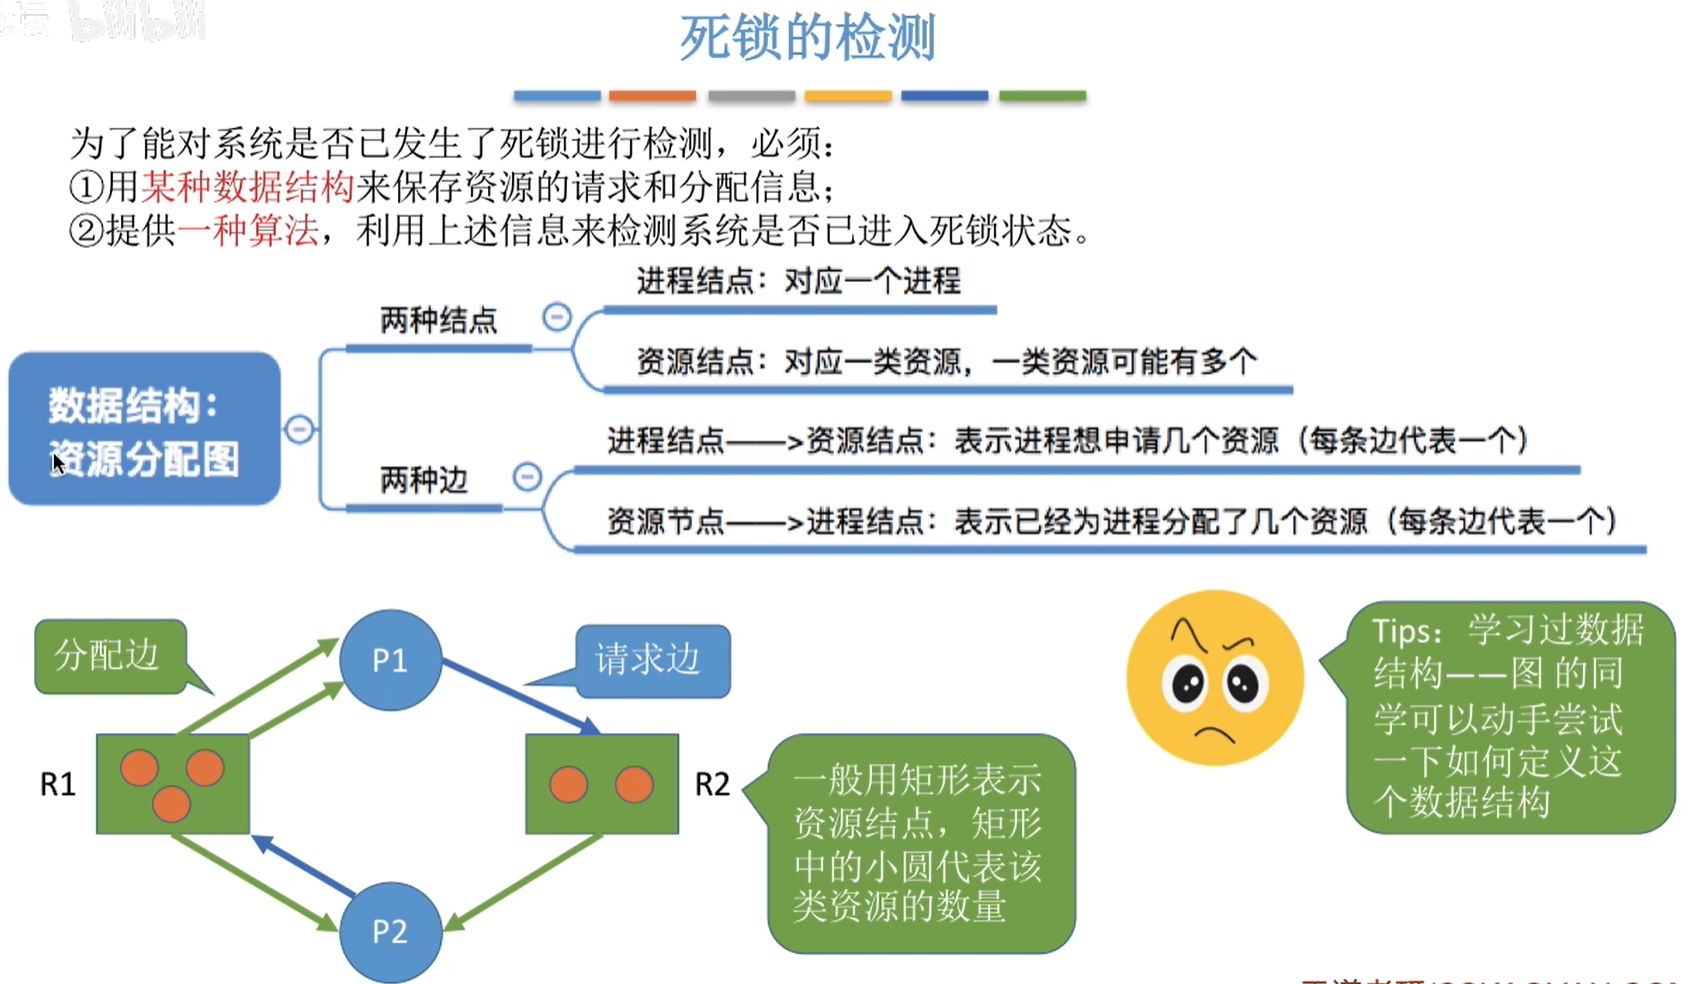 bilibili
死锁的检测
为了能对系统是否已发生了死锁进行检测，必须：
①用某种数据结构来保存资源的请求和分配信息；
②提供一种算法，利用上述信息来检测系统是否已进入死锁状态。
进程结点：对应一个进程
两种结点
资源结点：对应一类资源，一类资源可能有多个
数据结构：
资源分配图
进程结点——>资源结点：表示进程想申请几个资源（每条边代表一个）
两种边
资源节点——>进程结点：表示已经为进程分配了几个资源（每条边代表一个）
分配边
P1
请求边
R1
R2
P2
一般用矩形表示
资源结点，矩形
中的小圆代表该
类资源的数量
Tips： 学习过数据
结构——图 的同
学可以动手尝试
一下如何定义这
个数据结构